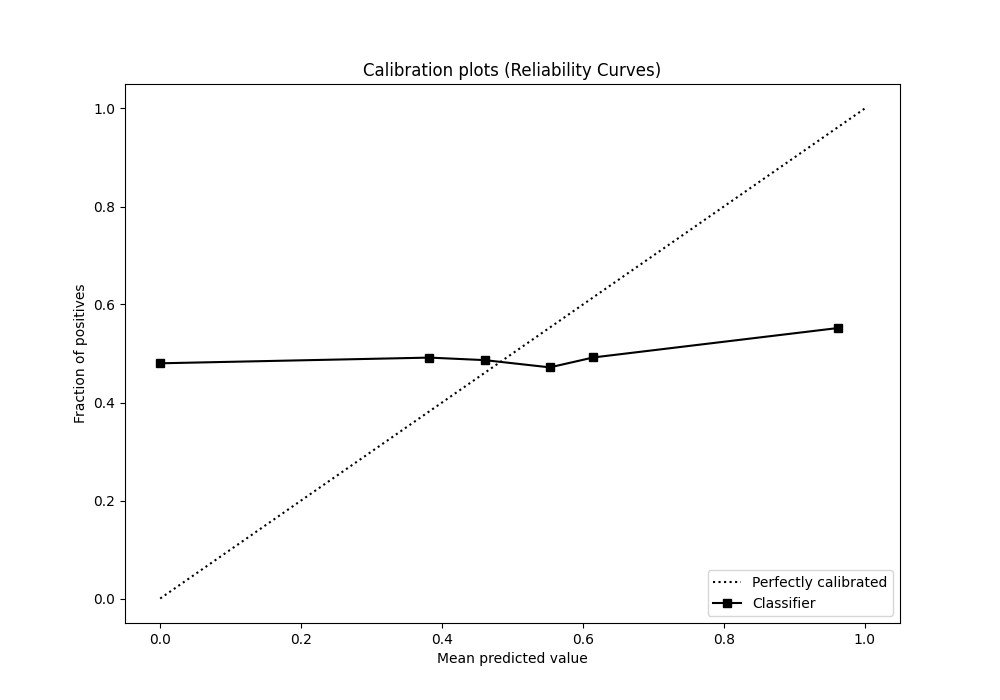 Calibration plots (Reliability Curves)
1.0
0.8
0.6
0.4
0.2
0.0
Fraction of positives
0.0 0.2 0.4 0.6 0.8 1.0
Mean predicted value
Perfectly calibrated
Classifier